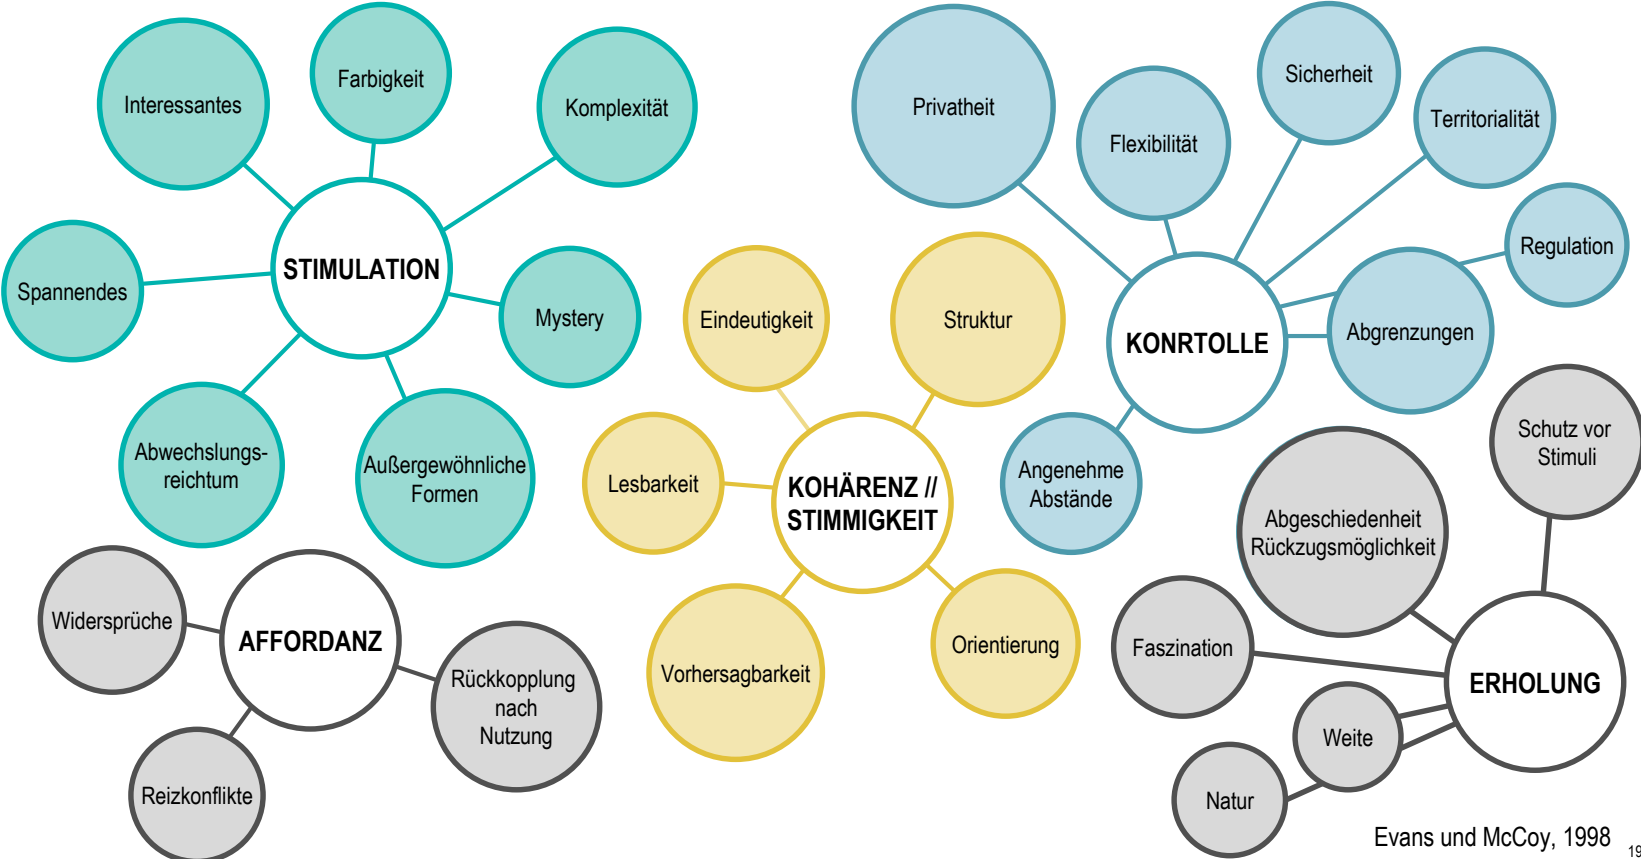 Interessantes
Farbigkeit
Komplexität
Spannendes
STIMULATION
Mystery
Abwechslungs-
reichtum
Außergewöhnliche
Formen
Privatheit
Flexibilität
Sicherheit
Territorialität
Regulation
KONRTOLLE
Abgrenzungen
Angenehme
Abstände
Eindeutigkeit
Struktur
Lesbarkeit
KOHÄRENZ //
STIMMIGKEIT
Vorhersagbarkeit
Orientierung
Widersprüche
AFFORDANZ
Rückkopplung
nach
Nutzung
Reizkonflikte
Schutz vor
Stimuli
Abgeschiedenheit
Rückzugsmöglichkeit
Faszination
ERHOLUNG
Weite
Natur
Evans und McCoy, 1998
19